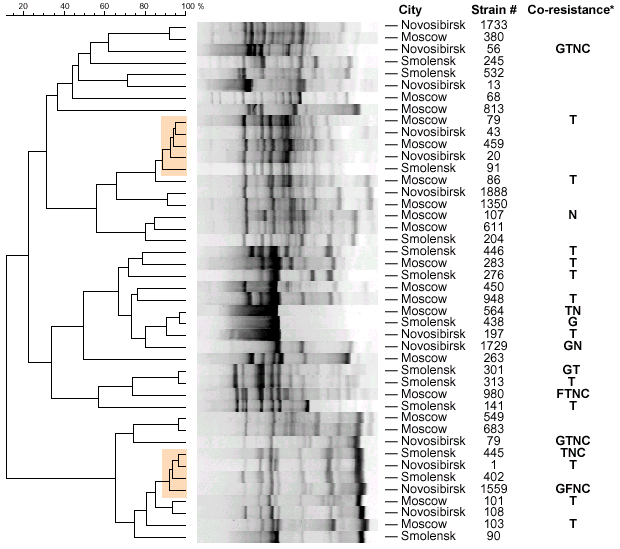 20 40 60 80 100 %
City Strain # Co-resistance*
Novosibirsk 1733
Moscow 380
Novosibirsk 56 GTNC
Smolensk 245
Smolensk 532
Novosibirsk 13
Moscow 68
Moscow 813
Moscow 79 T
Novosibirsk 43
Moscow 459
Novosibirsk 20
Smolensk 91
Moscow 86 T
Novosibirsk 1888
Moscow 1350
Moscow 107 N
Moscow 611
Smolensk 204
Smolensk 446 T
Moscow 283 T
Smolensk 276 T
Moscow 450
Moscow 948 T
Moscow 564 TN
Smolensk 438 G
Novosibirsk 197 T
Novosibirsk 1729 GN
Moscow 263
Smolensk 301 GT
Smolensk 313 T
Moscow 980 FTNC
Smolensk 141 T
Moscow 549
Moscow 683
Novosibirsk 79 GTNC
Smolensk 445 TNC
Novosibirsk 1 T
Smolensk 402
Novosibirsk 1559 GFNC
Moscow 101 T
Novosibirsk 108
Moscow 103 T
Smolensk 90